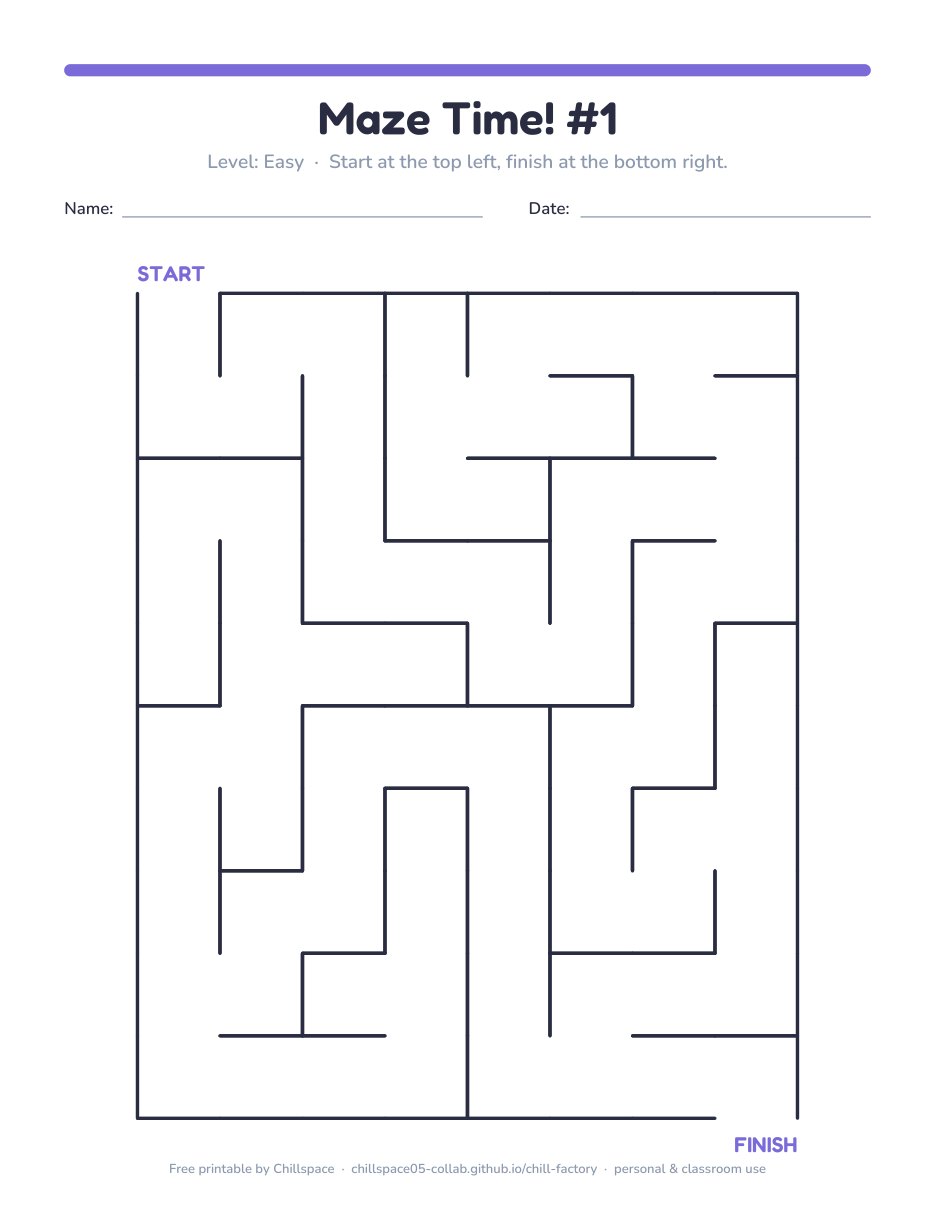 Maze Time! #1
Level: Easy · Start at the top left, finish at the bottom right.
Name: Date:
START
FINISH
Free printable by Chillspace · chillspace05-collab.github.io/chill-factory · personal & classroom use